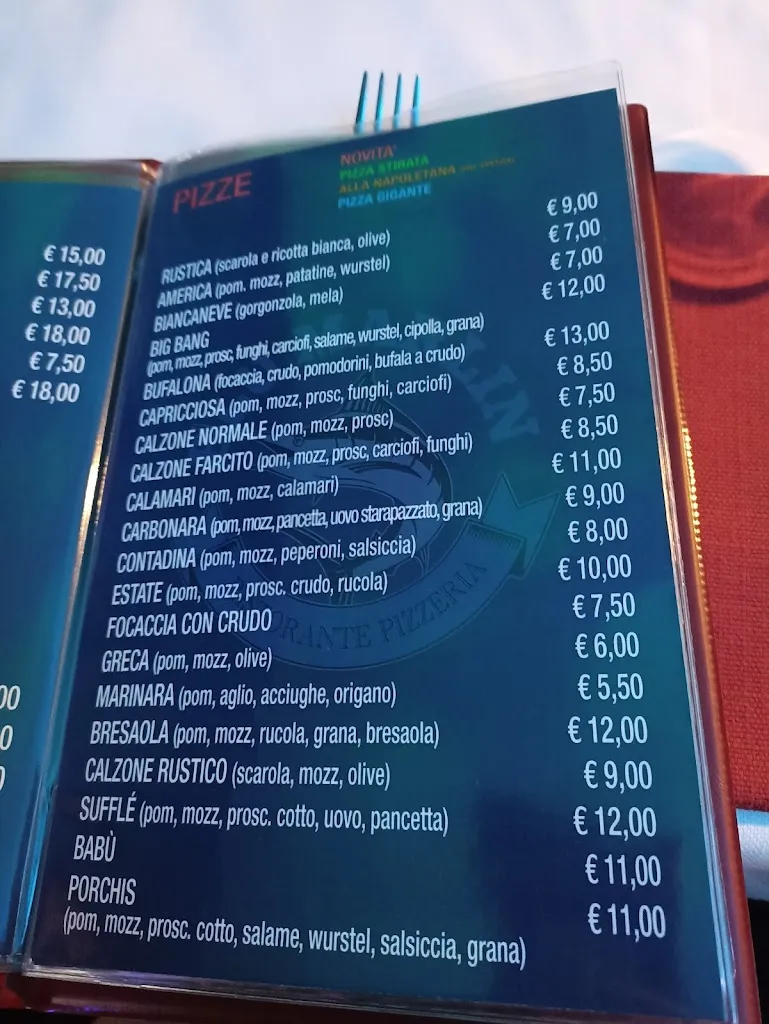 € 15,00
€ 17,50
€ 13,00
€ 18,00
€ 7,50
€ 18,00
PIZZE
NOVITA'
PIZZA STIRATA
ALLA NAPOLETANA
PIZZA GIGANTE
RUSTICA (scarola e ricotta bianca, olive) € 9,00
AMERICA (pom. mozz, patatine, wurstel) € 7,00
BIANCANEVE (gorgonzola, mela) € 7,00
BIG BANG € 12,00
(pom, mozz, prosc, funghi, carciofi, salame, wurstel, cipolla, grana)
BUFALONA (focaccia, crudo, pomodorini, bufala a crudo) € 13,00
CAPRICCIOSA (pom, mozz, prosc, funghi, carciofi) € 8,50
CALZONE NORMALE (pom, mozz, prosc) € 7,50
CALZONE FARCITO (pom, mozz, prosc, carciofi, funghi) € 8,50
CALAMARI (pom, mozz, calamari) € 11,00
CARBONARA (pom, mozz, pancetta, uovo starapazzato, grana) € 9,00
CONTADINA (pom, mozz, peperoni, salsiccia) € 8,00
ESTATE (pom, mozz, prosc. crudo, rucola) € 10,00
FOCACCIA CON CRUDO € 7,50
GRECA (pom, mozz, olive) € 6,00
MARINARA (pom, aglio, acciughe, origano) € 5,50
BRESAOLA (pom, mozz, rucola, grana, bresaola) € 12,00
CALZONE RUSTICO (scarola, mozz, olive) € 9,00
SUFFLÉ (pom, mozz, prosc. cotto, uovo, pancetta) € 12,00
BABÙ € 11,00
PORCHIS € 11,00
(pom, mozz, prosc. cotto, salame, wurstel, salsiccia, grana)
ORANTE PIZZERIA